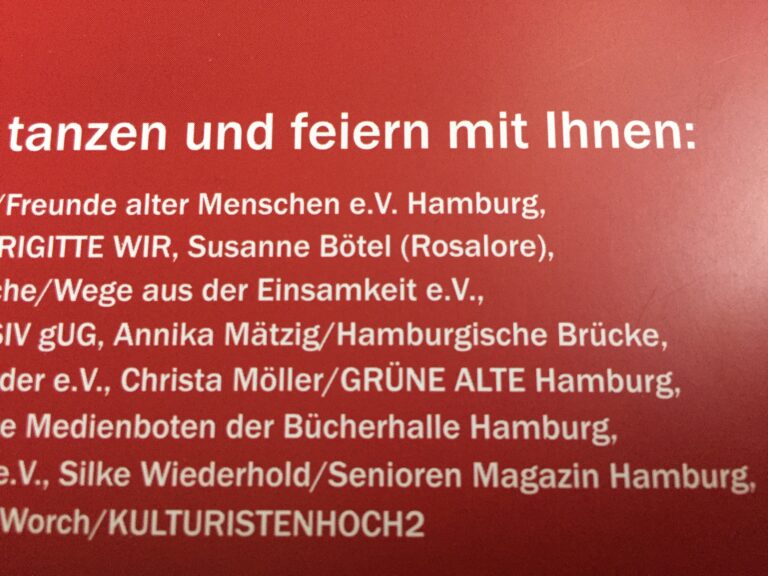 tanzen und feiern mit Ihnen:
/Freunde alter Menschen e.V. Hamburg,
RIGITTE WIR, Susanne Bötel (Rosalore),
che/Wege aus der Einsamkeit e.V.,
SIV gUG, Annika Mätzig/Hamburgische Brücke,
der e.V., Christa Möller/GRÜNE ALTE Hamburg,
e Medienboten der Bücherhalle Hamburg,
e.V., Silke Wiederhold/Senioren Magazin Hamburg,
Worch/KULTURISTENHOCH2